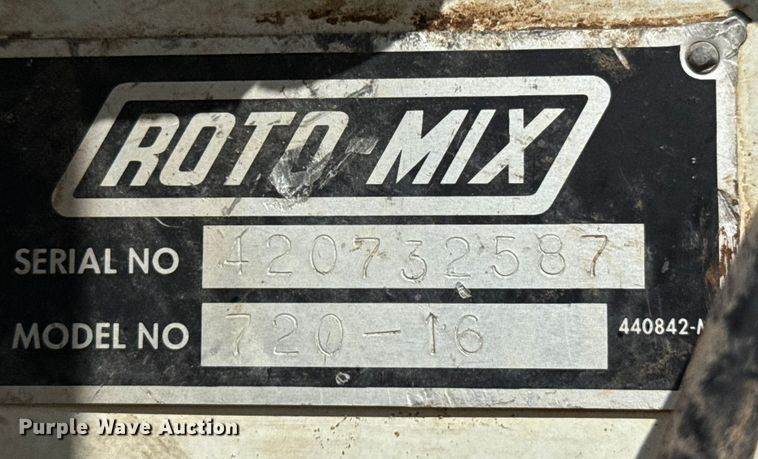 ROTO-MIX
SERIAL NO 420732587
MODEL NO 720-16
440842-M
Purple Wave Auction